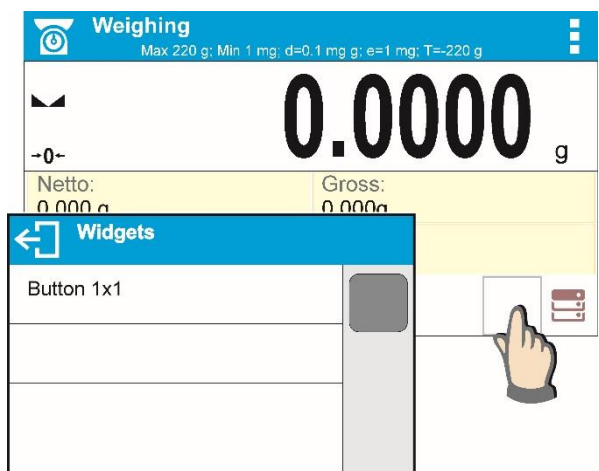 Weighing
Max 220 g; Min 1 mg; d=0.1 mg g; e=1 mg; T=-220 g
0.0000 g
→0←
Netto: Gross:
0.000 g 0.000g
Widgets
Button 1x1